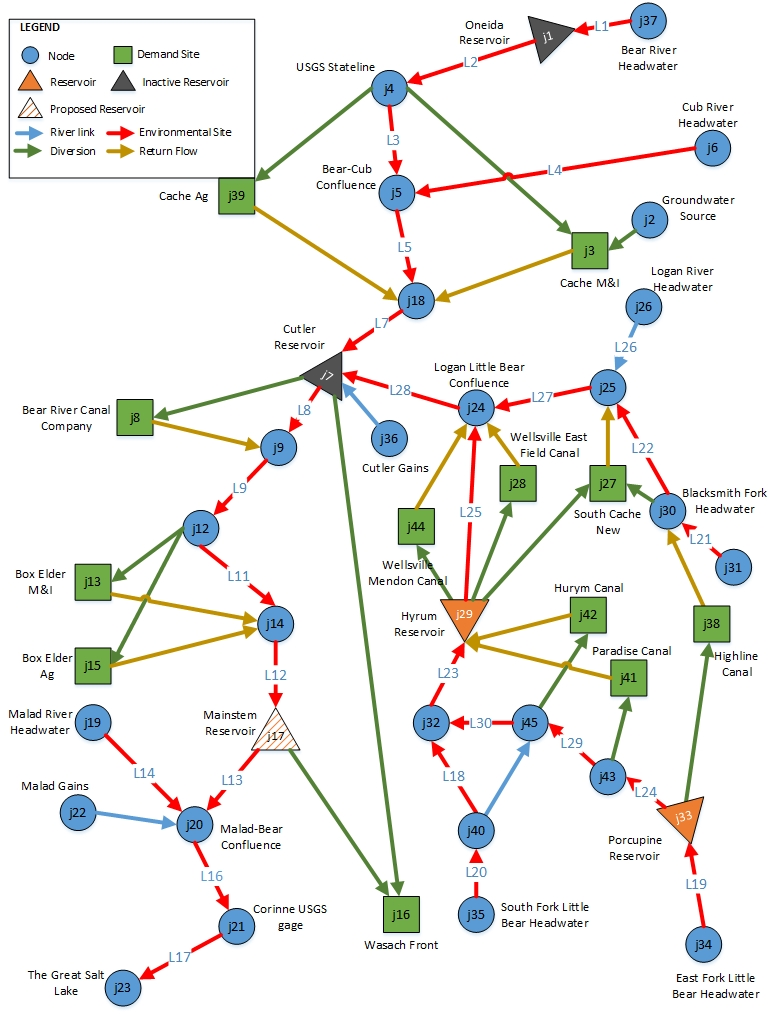 LEGEND
Node
Demand Site
Reservoir
Inactive Reservoir
Proposed Reservoir
River link
Environmental Site
Diversion
Return Flow
Oneida
Reservoir
j1
L1
j37
Bear River
Headwater
L2
USGS Stateline
j4
Cub River
Headwater
j6
L3
Bear-Cub
Confluence
j5
L4
Cache Ag
j39
Groundwater
Source
j2
L5
j3
Cache M&I
Logan River
Headwater
j18
j26
L7
Cutler
Reservoir
j7
L26
Logan Little Bear
Confluence
L28
j24
L27
j25
Bear River Canal
Company
j8
L8
j9
j36
Cutler Gains
Wellsville East
Field Canal
L22
j28
j27
South Cache
New
Blacksmith Fork
Headwater
j30
L9
j12
L25
j44
Wellsville
Mendon Canal
L21
j31
Box Elder
M&I
j13
L11
Hurym Canal
j42
Hyrum
Reservoir
j29
j14
j38
Highline
Canal
Box Elder
Ag
j15
Paradise Canal
j41
L12
L23
Malad River
Headwater
j19
Mainstem
Reservoir
j17
j32
L30
j45
L29
L14
L13
L18
j43
L24
Malad Gains
j22
j20
Malad-Bear
Confluence
j40
j33
Porcupine
Reservoir
L16
L20
L19
j21
Corinne USGS
gage
j16
Wasach Front
j35
South Fork Little
Bear Headwater
L17
j34
The Great Salt
Lake
j23
East Fork Little
Bear Headwater